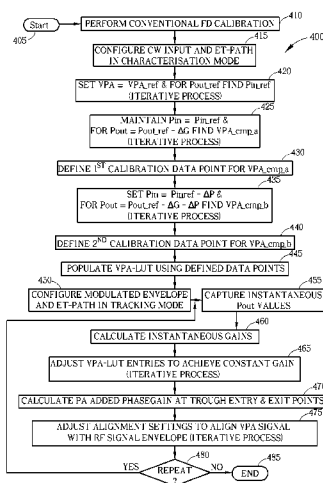 Start
405
PERFORM CONVENTIONAL FD CALIBRATION
410
400
415
CONFIGURE CW INPUT AND ET-PATH
IN CHARACTERISATION MODE
420
SET VPA = VPA_ref & FOR Pout_ref FIND Pin_ref
(ITERATIVE PROCESS)
425
MAINTAIN Pin = Pin_ref &
FOR Pout = Pout_ref - ΔG FIND VPA_cmp_a
(ITERATIVE PROCESS)
430
DEFINE 1ST CALIBRATION DATA POINT FOR VPA_cmp_a
435
SET Pin = Pin_ref - ΔP &
FOR Pout = Pout_ref - ΔG - ΔP FIND VPA_cmp_b
(ITERATIVE PROCESS)
440
DEFINE 2ND CALIBRATION DATA POINT FOR VPA_cmp_b
445
POPULATE VPA-LUT USING DEFINED DATA POINTS
450
455
CONFIGURE MODULATED ENVELOPE
AND ET-PATH IN TRACKING MODE
CAPTURE INSTANTANEOUS
Pout VALUES
460
CALCULATE INSTANTANEOUS GAINS
465
ADJUST VPA-LUT ENTRIES TO ACHIEVE CONSTANT GAIN
(ITERATIVE PROCESS)
470
CALCULATE PA ADDED PHASEGAIN AT TROUGH ENTRY & EXIT POINTS
475
ADJUST ALIGNMENT SETTINGS TO ALIGN VPA SIGNAL
WITH RF SIGNAL ENVELOPE (ITERATIVE PROCESS)
480
YES
REPEAT
?
NO
485
END